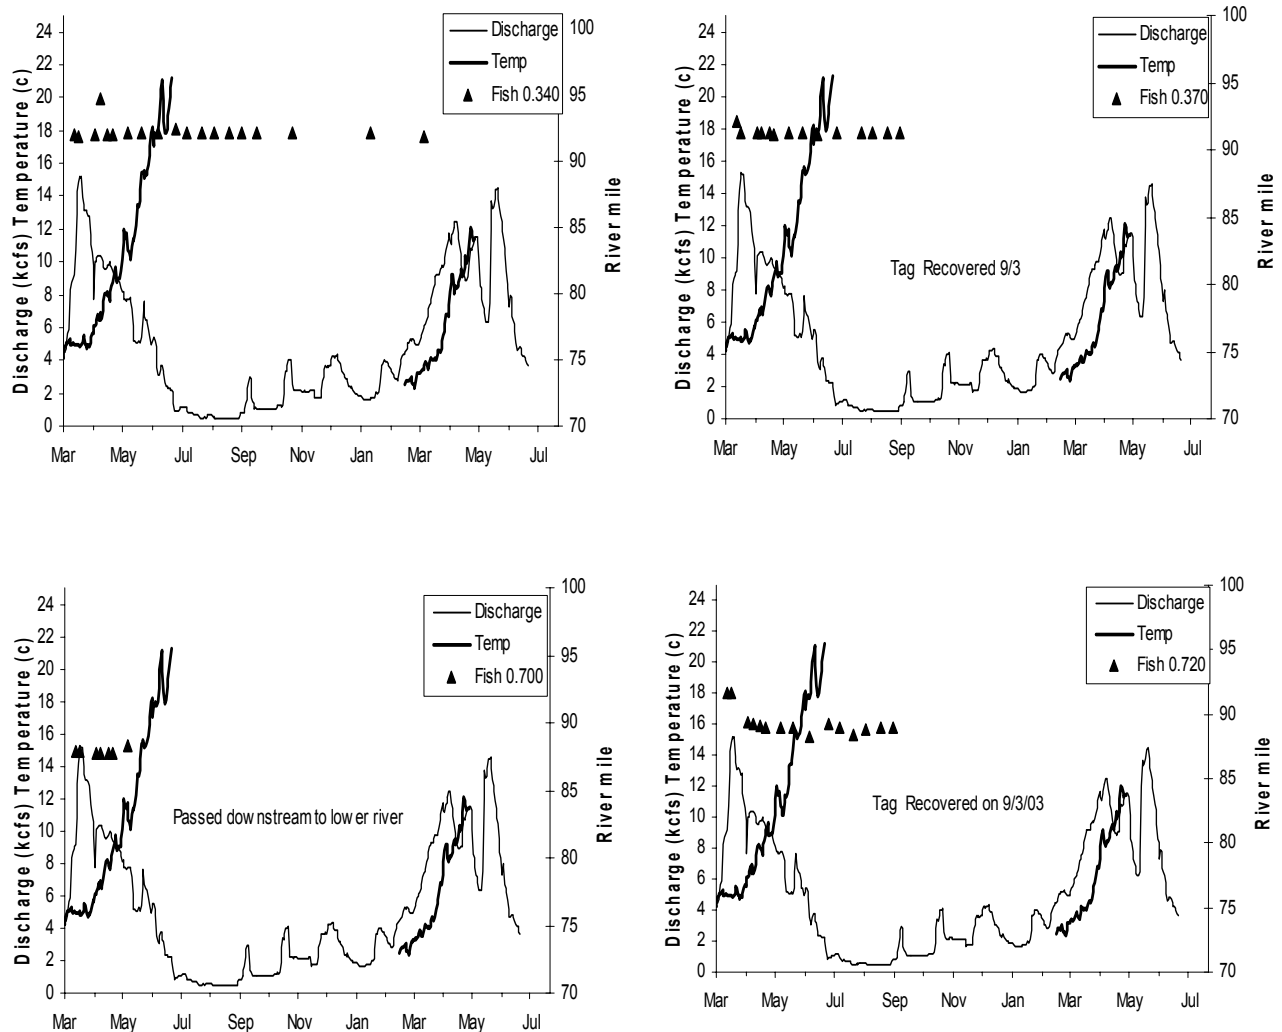 Discharge (kcfs) Temperature (c)
24
22
20
18
16
14
12
10
8
6
4
2
0
Mar May Jul Sep Nov Jan Mar May Jul
100
95
90
85
80
75
70
River mile
Discharge
Temp
Fish 0.340
Discharge (kcfs) Temperature (c)
24
22
20
18
16
14
12
10
8
6
4
2
0
Mar May Jul Sep Nov Jan Mar May Jul
100
95
90
85
80
75
70
River mile
Discharge
Temp
Fish 0.370
Tag Recovered 9/3
Discharge (kcfs) Temperature (c)
24
22
20
18
16
14
12
10
8
6
4
2
0
Mar May Jul Sep Nov Jan Mar May Jul
100
95
90
85
80
75
70
River mile
Discharge
Temp
Fish 0.700
Passed downstream to lower river
Discharge (kcfs) Temperature (c)
24
22
20
18
16
14
12
10
8
6
4
2
0
Mar May Jul Sep Nov Jan Mar May Jul
100
95
90
85
80
75
70
River mile
Discharge
Temp
Fish 0.720
Tag Recovered on 9/3/03